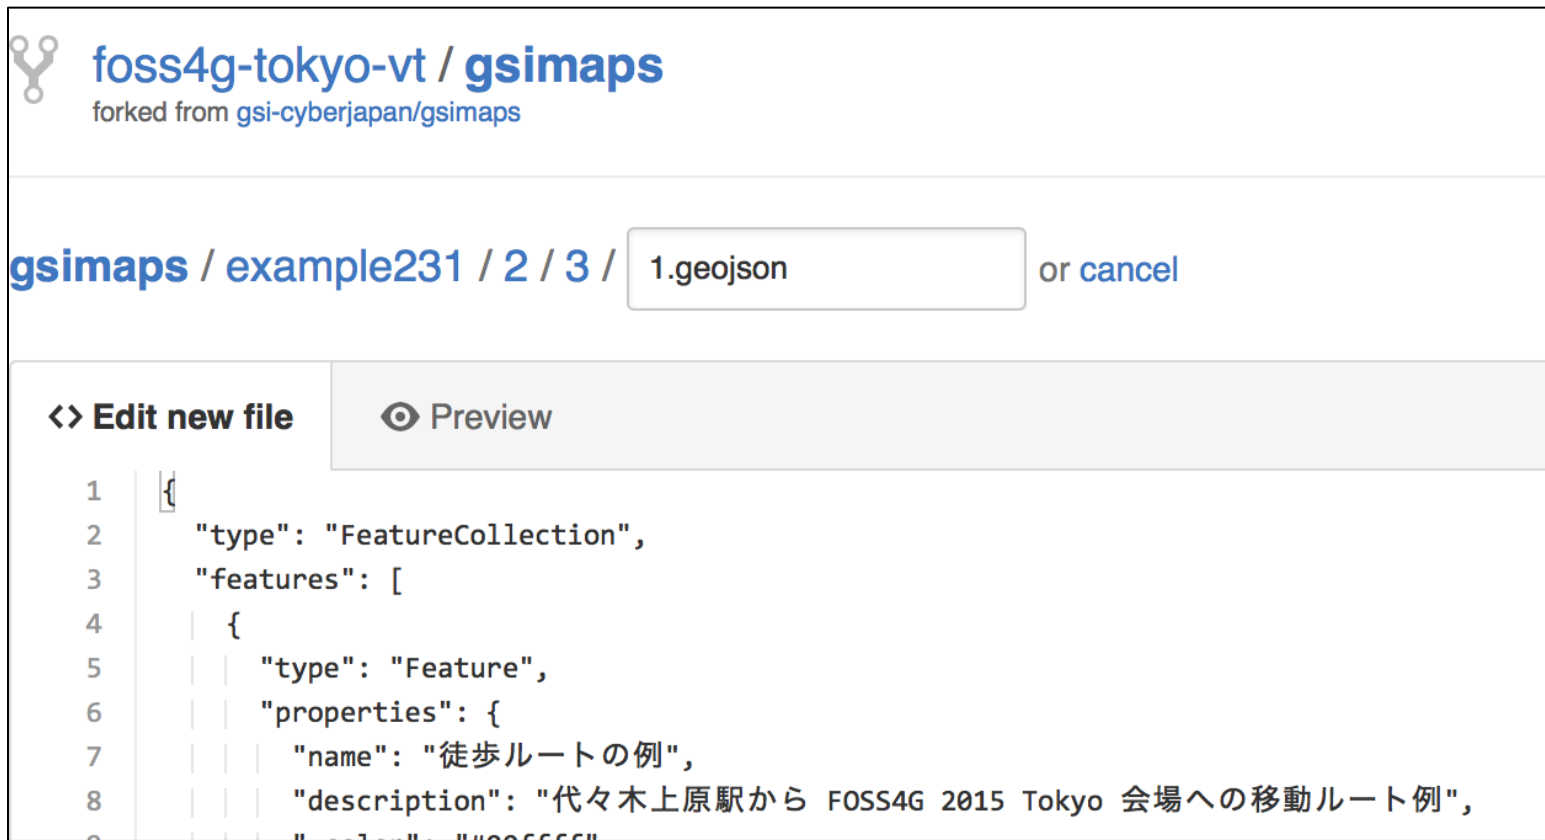 foss4g-tokyo-vt / gsimaps
forked from gsi-cyberjapan/gsimaps
gsimaps / example231 / 2 / 3 / 1.geojson or cancel
<> Edit new file Preview
1 {
2 "type": "FeatureCollection",
3 "features": [
4 {
5 "type": "Feature",
6 "properties": {
7 "name": "徒歩ルートの例",
8 "description": "代々木上原駅から FOSS4G 2015 Tokyo 会場への移動ルート例",